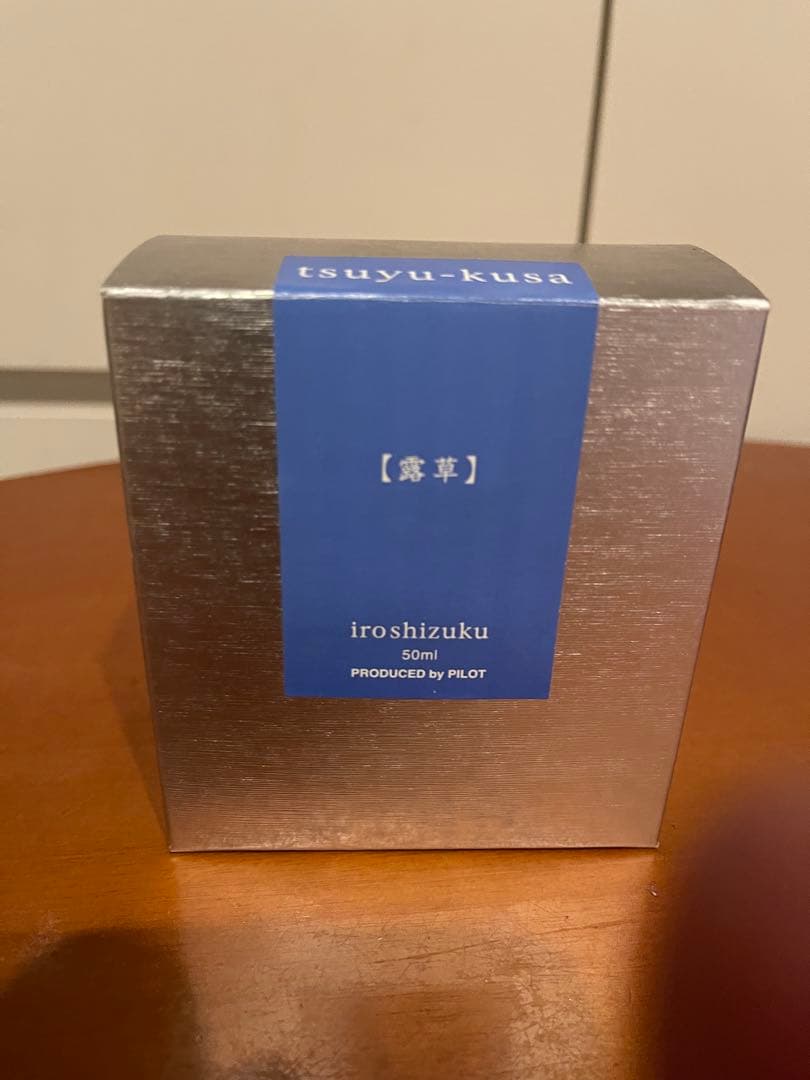 tsuyu-kusa
【露草】
iroshizuku
50ml
PRODUCED by PILOT